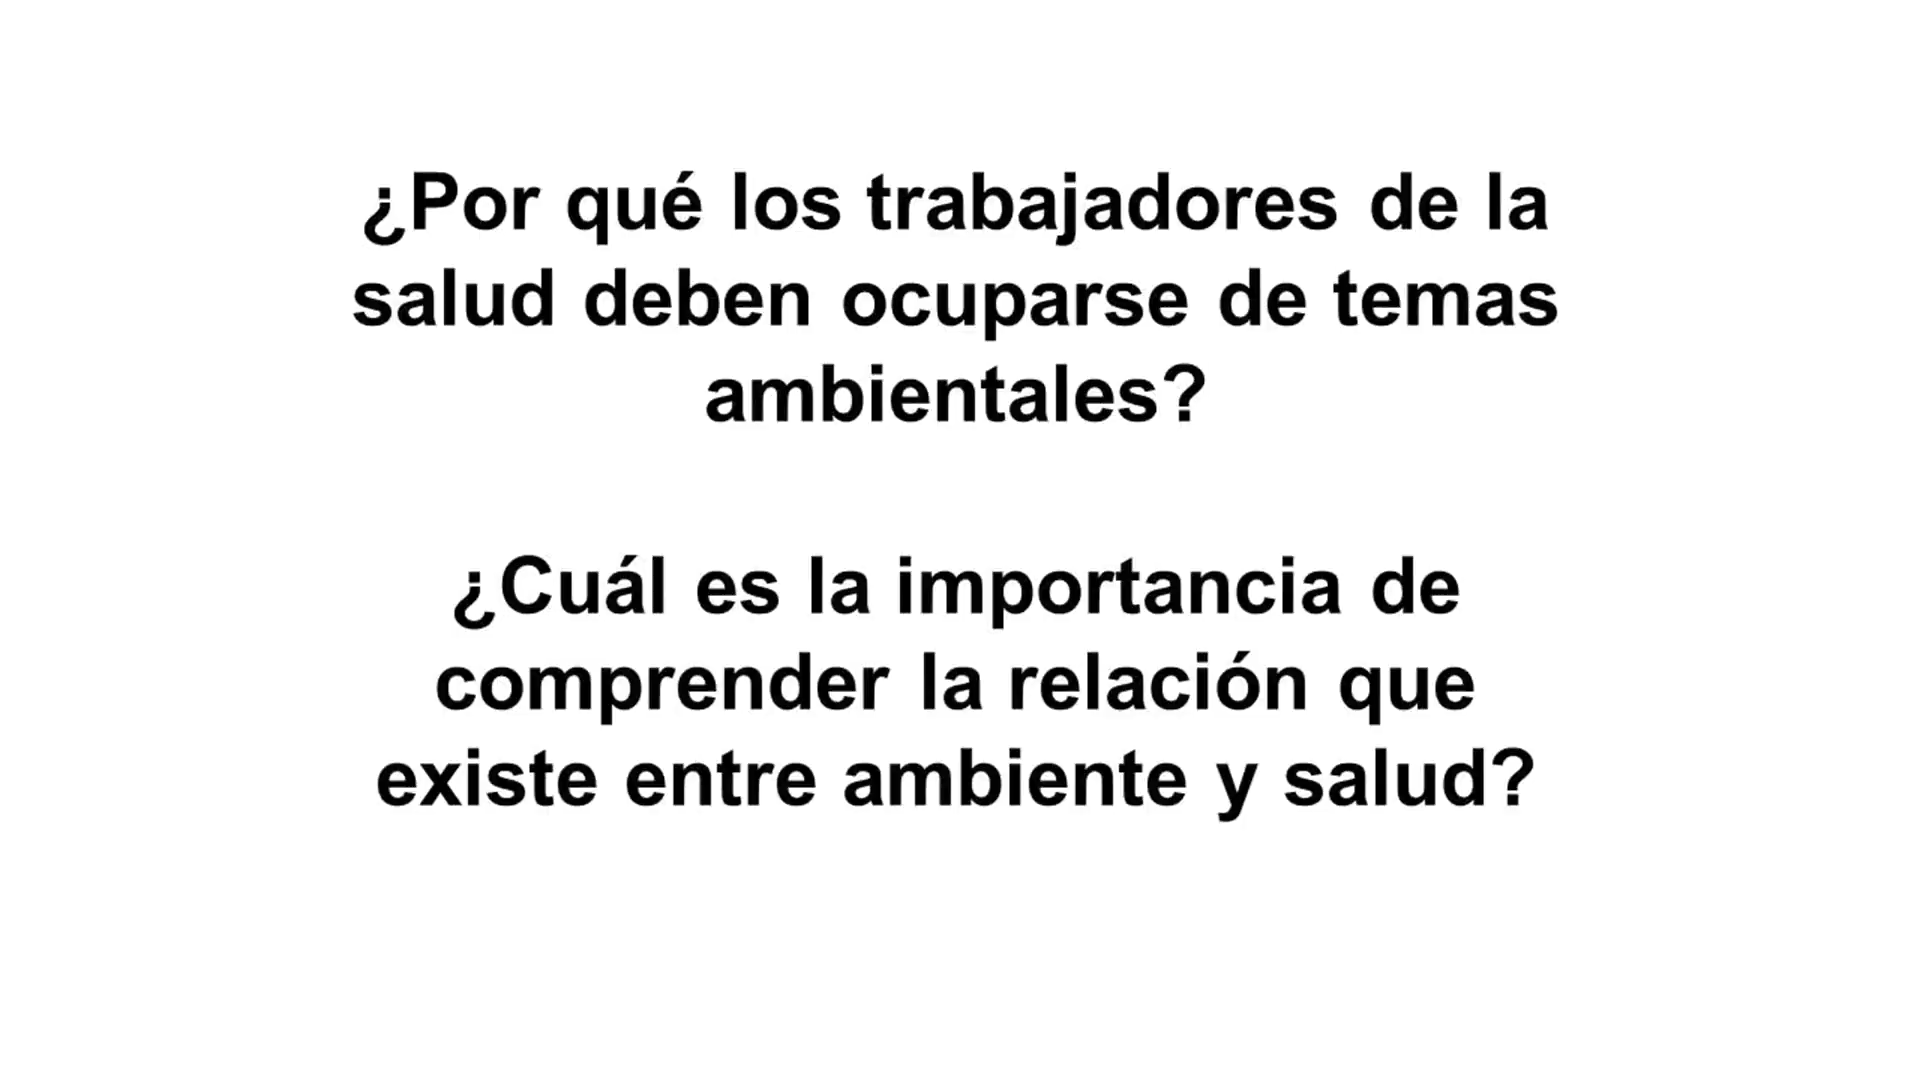 ¿Por qué los trabajadores de la
salud deben ocuparse de temas
ambientales?
¿Cuál es la importancia de
comprender la relación que
existe entre ambiente y salud?